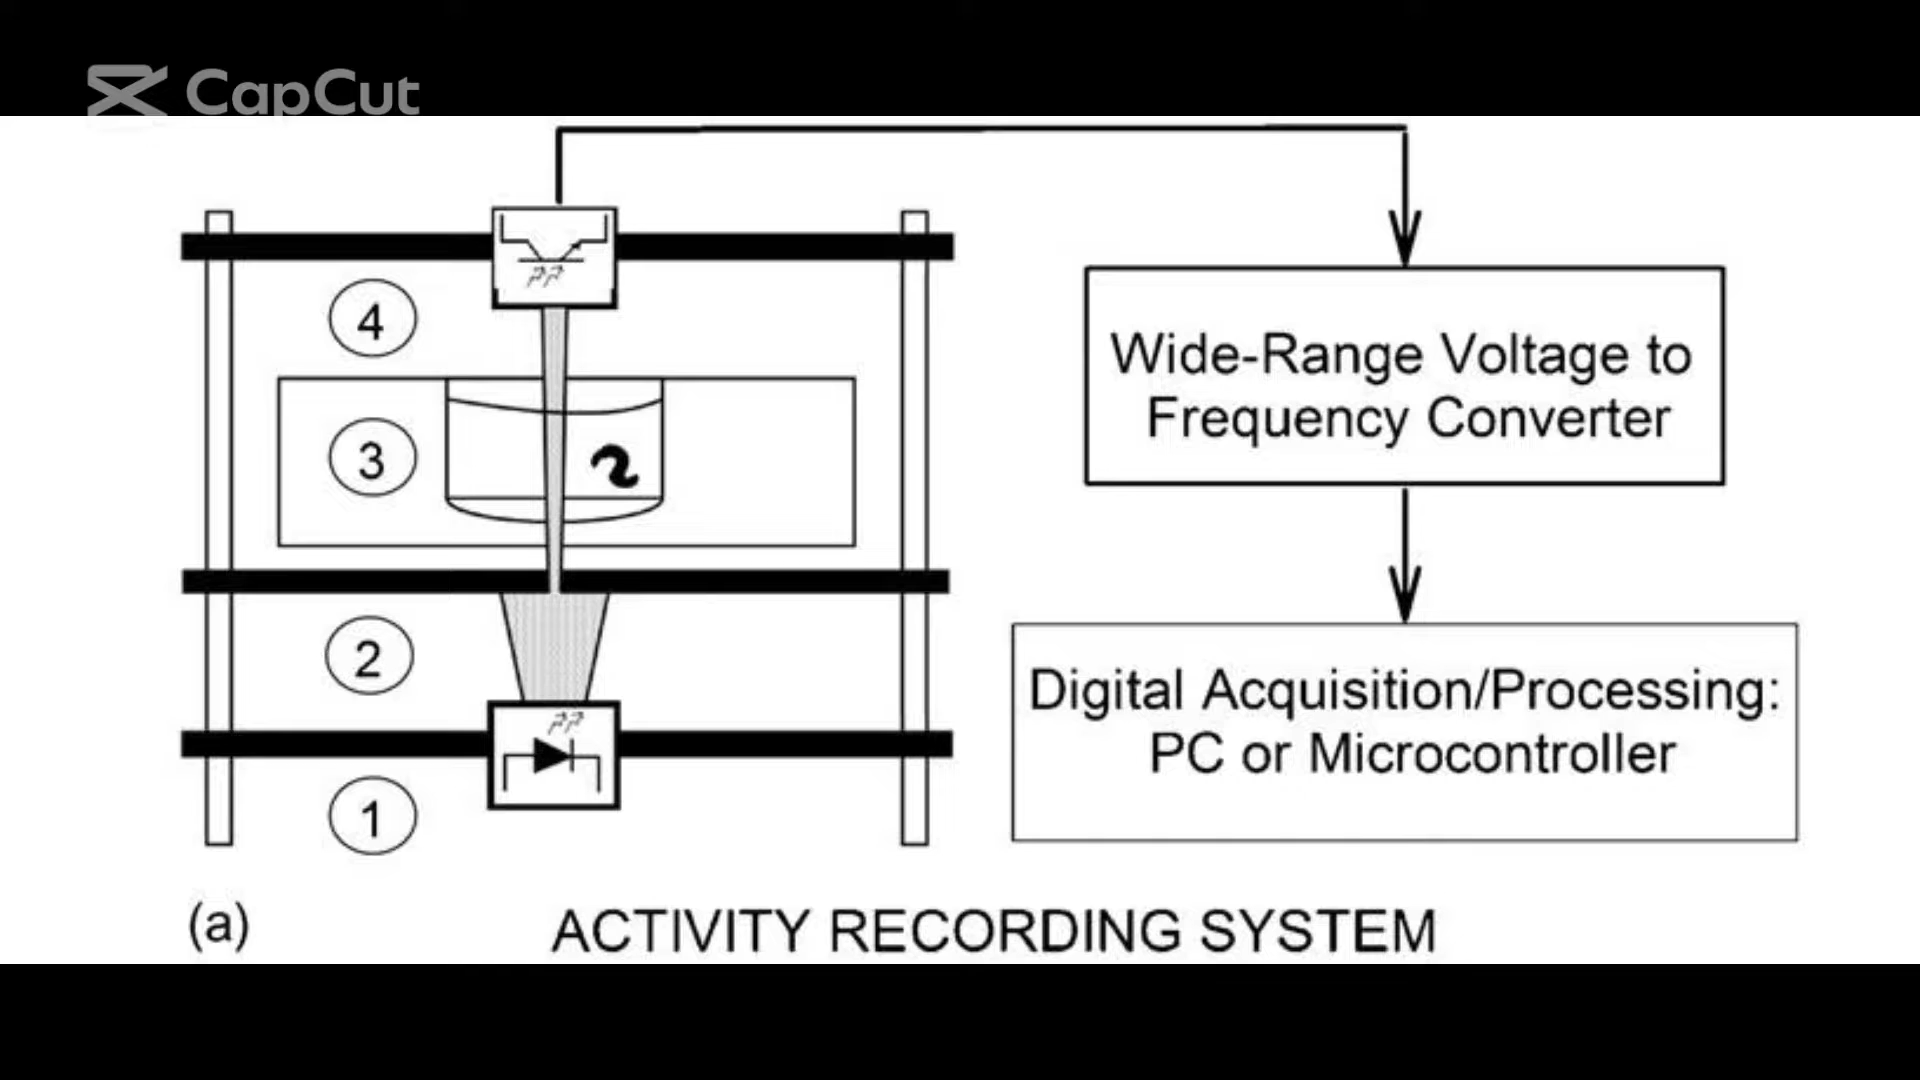 CapCut
4
3
2
1
Wide-Range Voltage to
Frequency Converter
Digital Acquisition/Processing:
PC or Microcontroller
(a)
ACTIVITY RECORDING SYSTEM